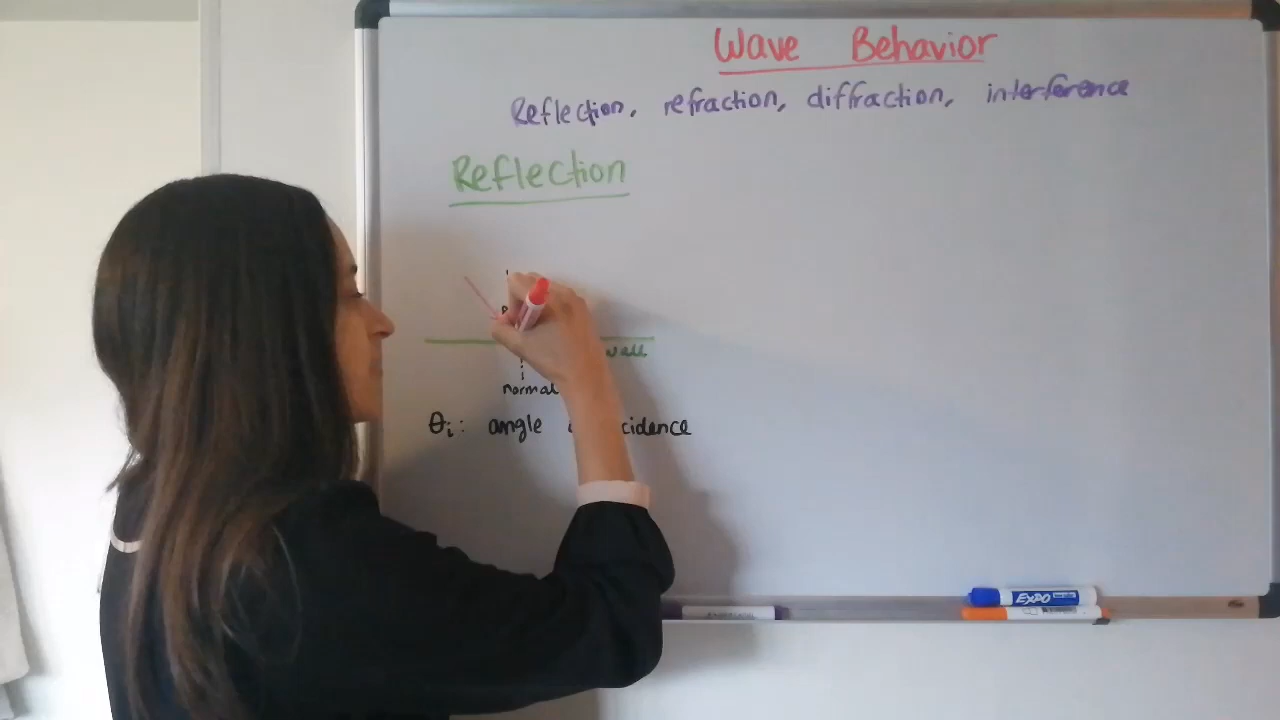 Wave Behavior
Reflection, refraction, diffraction, interference
Reflection
wall
normal
θi: angle cidence
EXPO